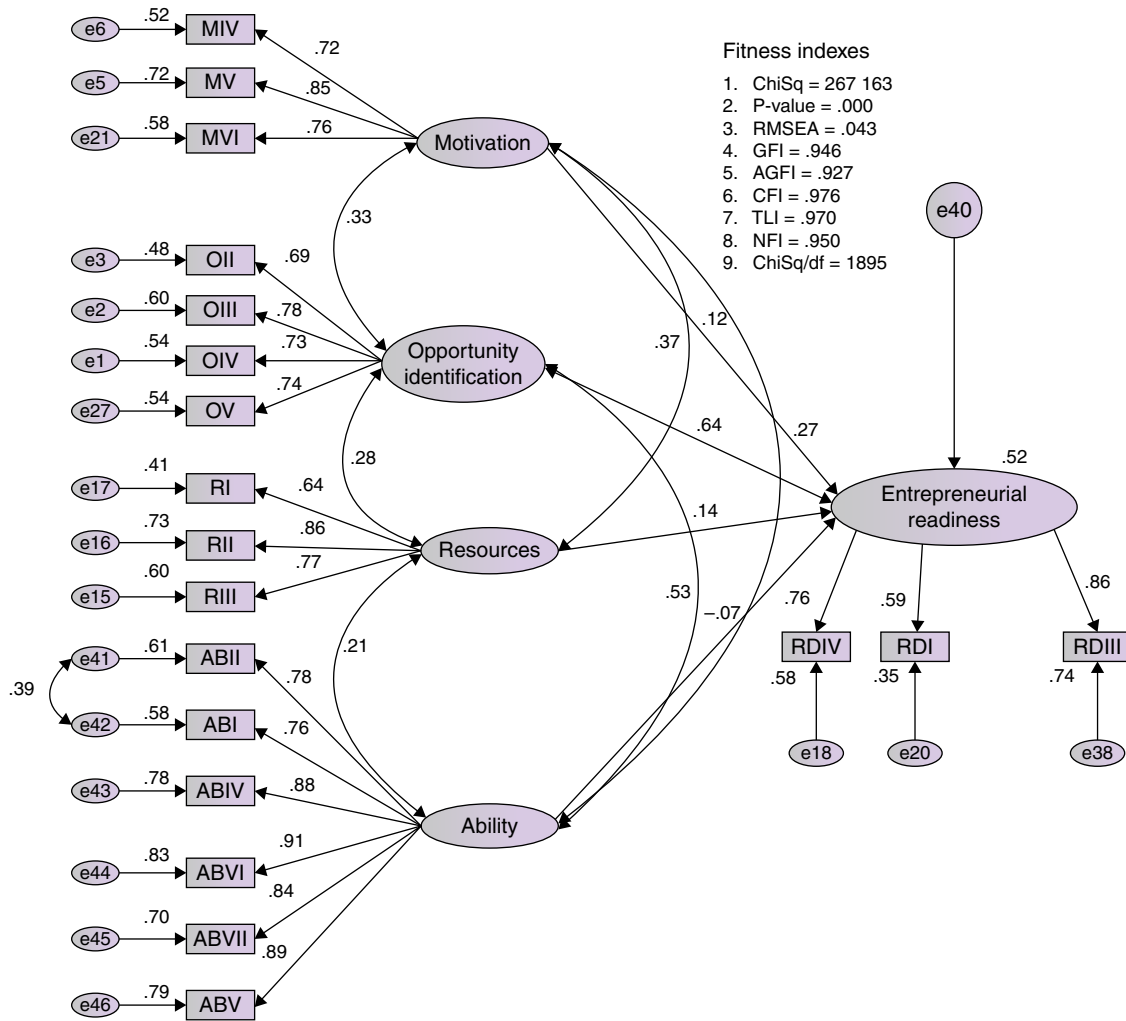 e6
.52
MIV
.72
e5
.72
MV
.85
e21
.58
MVI
.76
Motivation
Fitness indexes
1. ChiSq = 267 163
2. P-value = .000
3. RMSEA = .043
4. GFI = .946
5. AGFI = .927
6. CFI = .976
7. TLI = .970
8. NFI = .950
9. ChiSq/df = 1895
e40
.33
e3
.48
OII
.69
e2
.60
OIII
.78
e1
.54
OIV
.73
e27
.54
OV
.74
Opportunity
identification
.12
.37
.64
.27
.28
.52
Entrepreneurial
readiness
e17
.41
RI
.64
e16
.73
RII
.86
e15
.60
RIII
.77
Resources
.14
.53
–.07
.21
.76
.59
.86
RDIV
RDI
RDIII
.58
.35
.74
e18
e20
e38
.39
e41
.61
ABII
.78
e42
.58
ABI
.76
e43
.78
ABIV
.88
Ability
e44
.83
ABVI
.91
e45
.70
ABVII
.84
e46
.79
ABV
.89